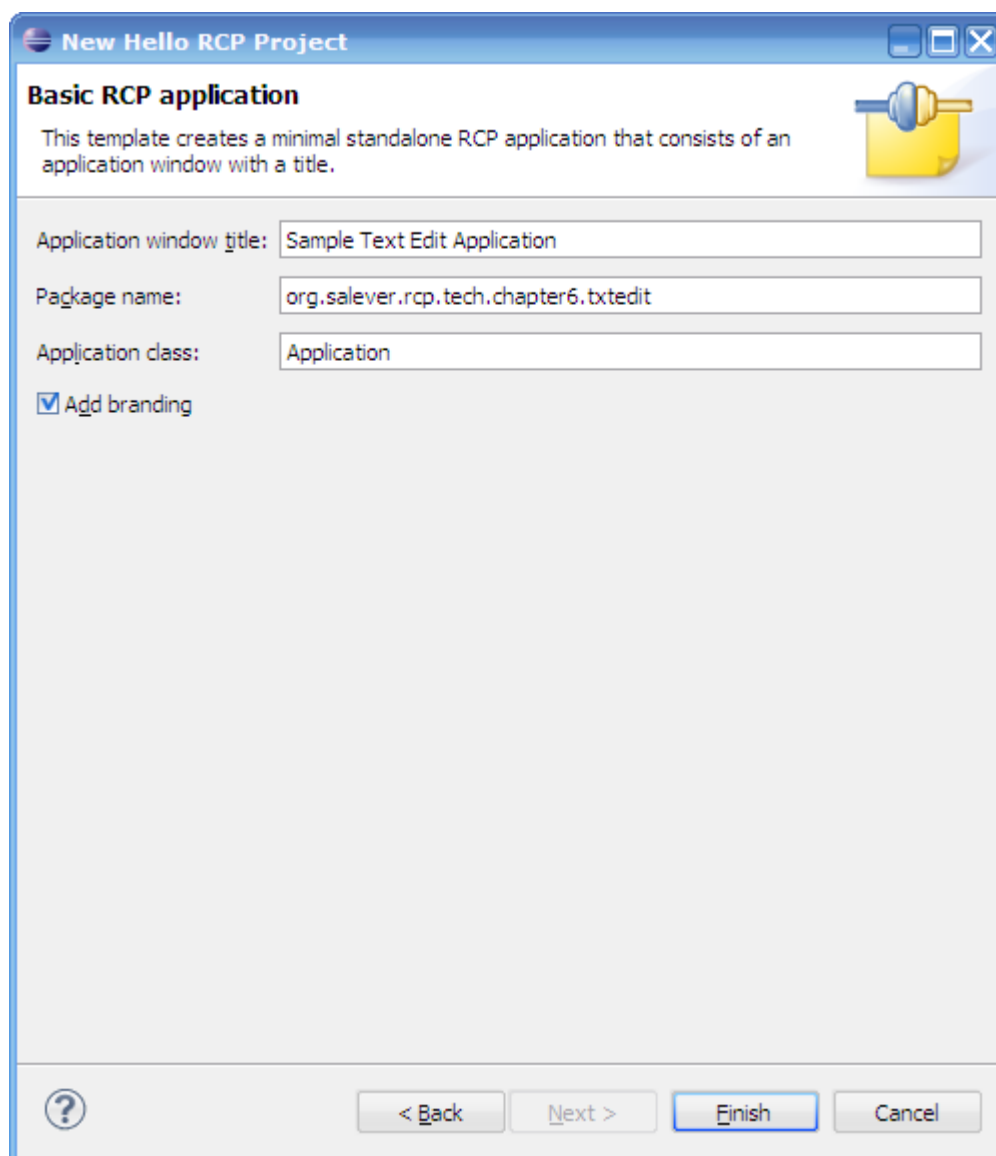 New Hello RCP Project
Basic RCP application
This template creates a minimal standalone RCP application that consists of an
application window with a title.
Application window title: Sample Text Edit Application
Package name: org.salever.rcp.tech.chapter6.txtedit
Application class: Application
Add branding
? < Back Next > Finish Cancel